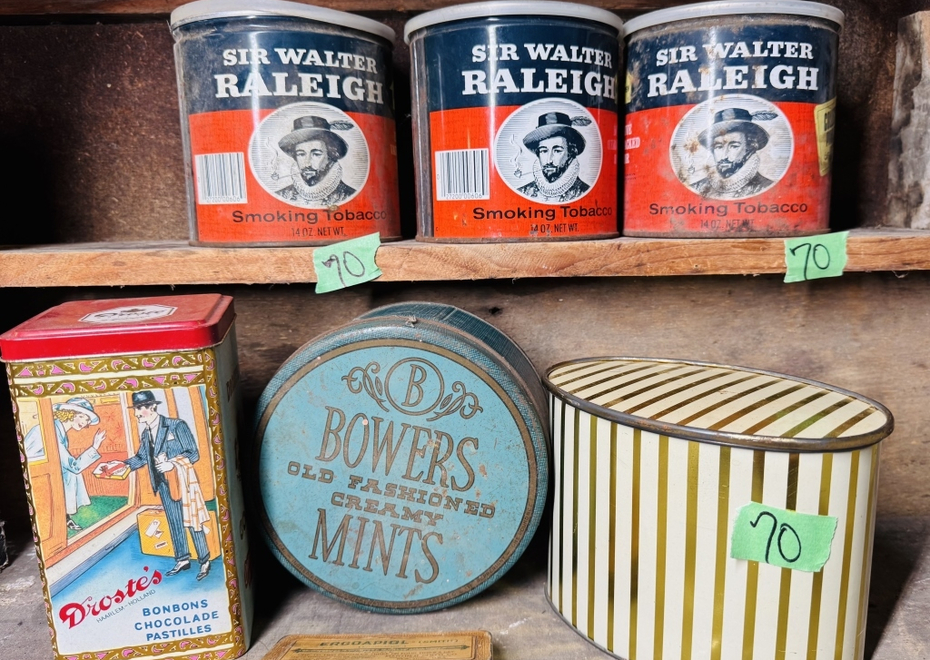 SIR WALTER
RALEIGH
Smoking Tobacco
14 OZ. NET WT.
SIR WALTER
RALEIGH
Smoking Tobacco
14 OZ. NET WT.
SIR WALTER
RALEIGH
Smoking Tobacco
14 OZ. NET WT.
70
70
Droste
B
BOWERS
OLD FASHIONED
CREAMY
MINTS
70
Droste's
HAARLEM-HOLLAND
BONBONS
CHOCOLADE
PASTILLES
ERGOAPIOL